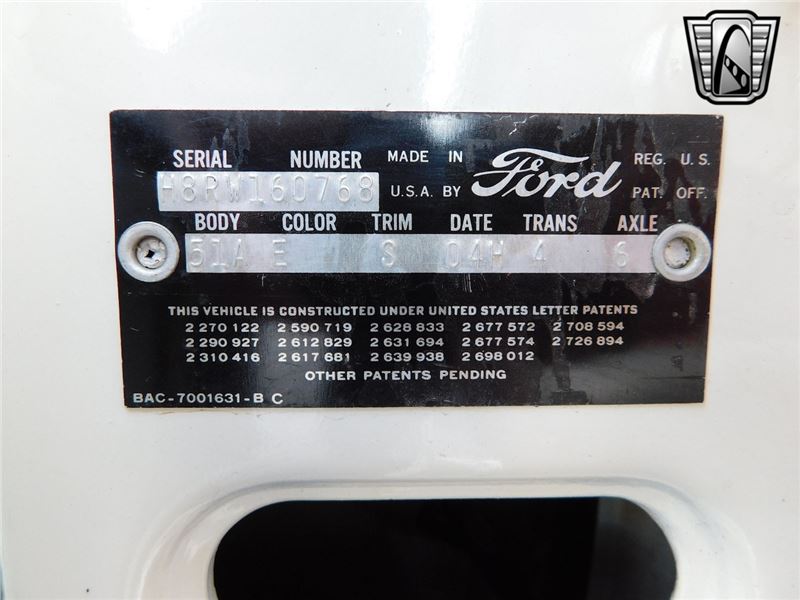 SERIAL NUMBER
H8RW160768
MADE IN
U.S.A. BY
Ford
REG. U. S.
PAT. OFF.
BODY COLOR TRIM DATE TRANS AXLE
51A E S 04H 4 6
THIS VEHICLE IS CONSTRUCTED UNDER UNITED STATES LETTER PATENTS
2 270 122 2 590 719 2 628 833 2 677 572 2 708 594
2 290 927 2 612 829 2 631 694 2 677 574 2 726 894
2 310 416 2 617 681 2 639 938 2 698 012
OTHER PATENTS PENDING
BAC-7001631-B C